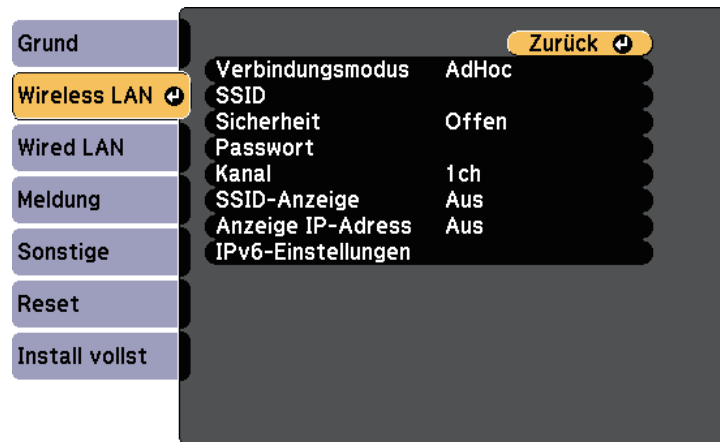 Grund
Wireless LAN
Wired LAN
Meldung
Sonstige
Reset
Install vollst
Zurück
Verbindungsmodus AdHoc
SSID
Sicherheit Offen
Passwort
Kanal 1ch
SSID-Anzeige Aus
Anzeige IP-Adress Aus
IPv6-Einstellungen